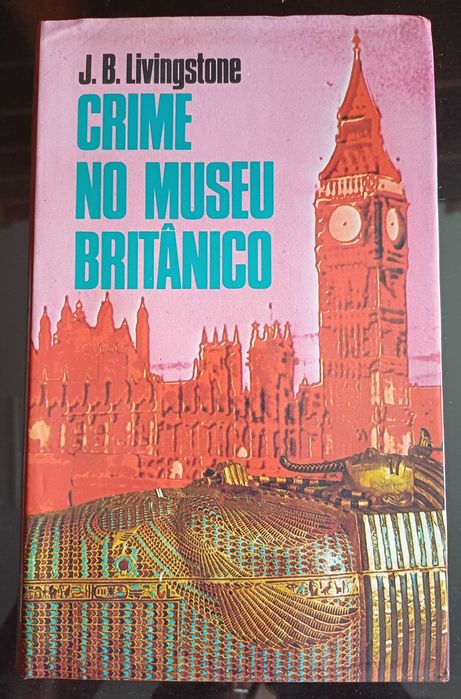 J. B. Livingstone
CRIME
NO MUSEU
BRITÂNICO